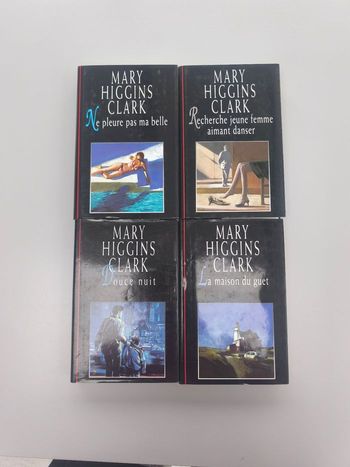 MARY
HIGGINS
CLARK
Ne pleure pas ma belle
MARY
HIGGINS
CLARK
Recherche jeune femme
aimant danser
MARY
HIGGINS
CLARK
Douce nuit
MARY
HIGGINS
CLARK
La maison du guet